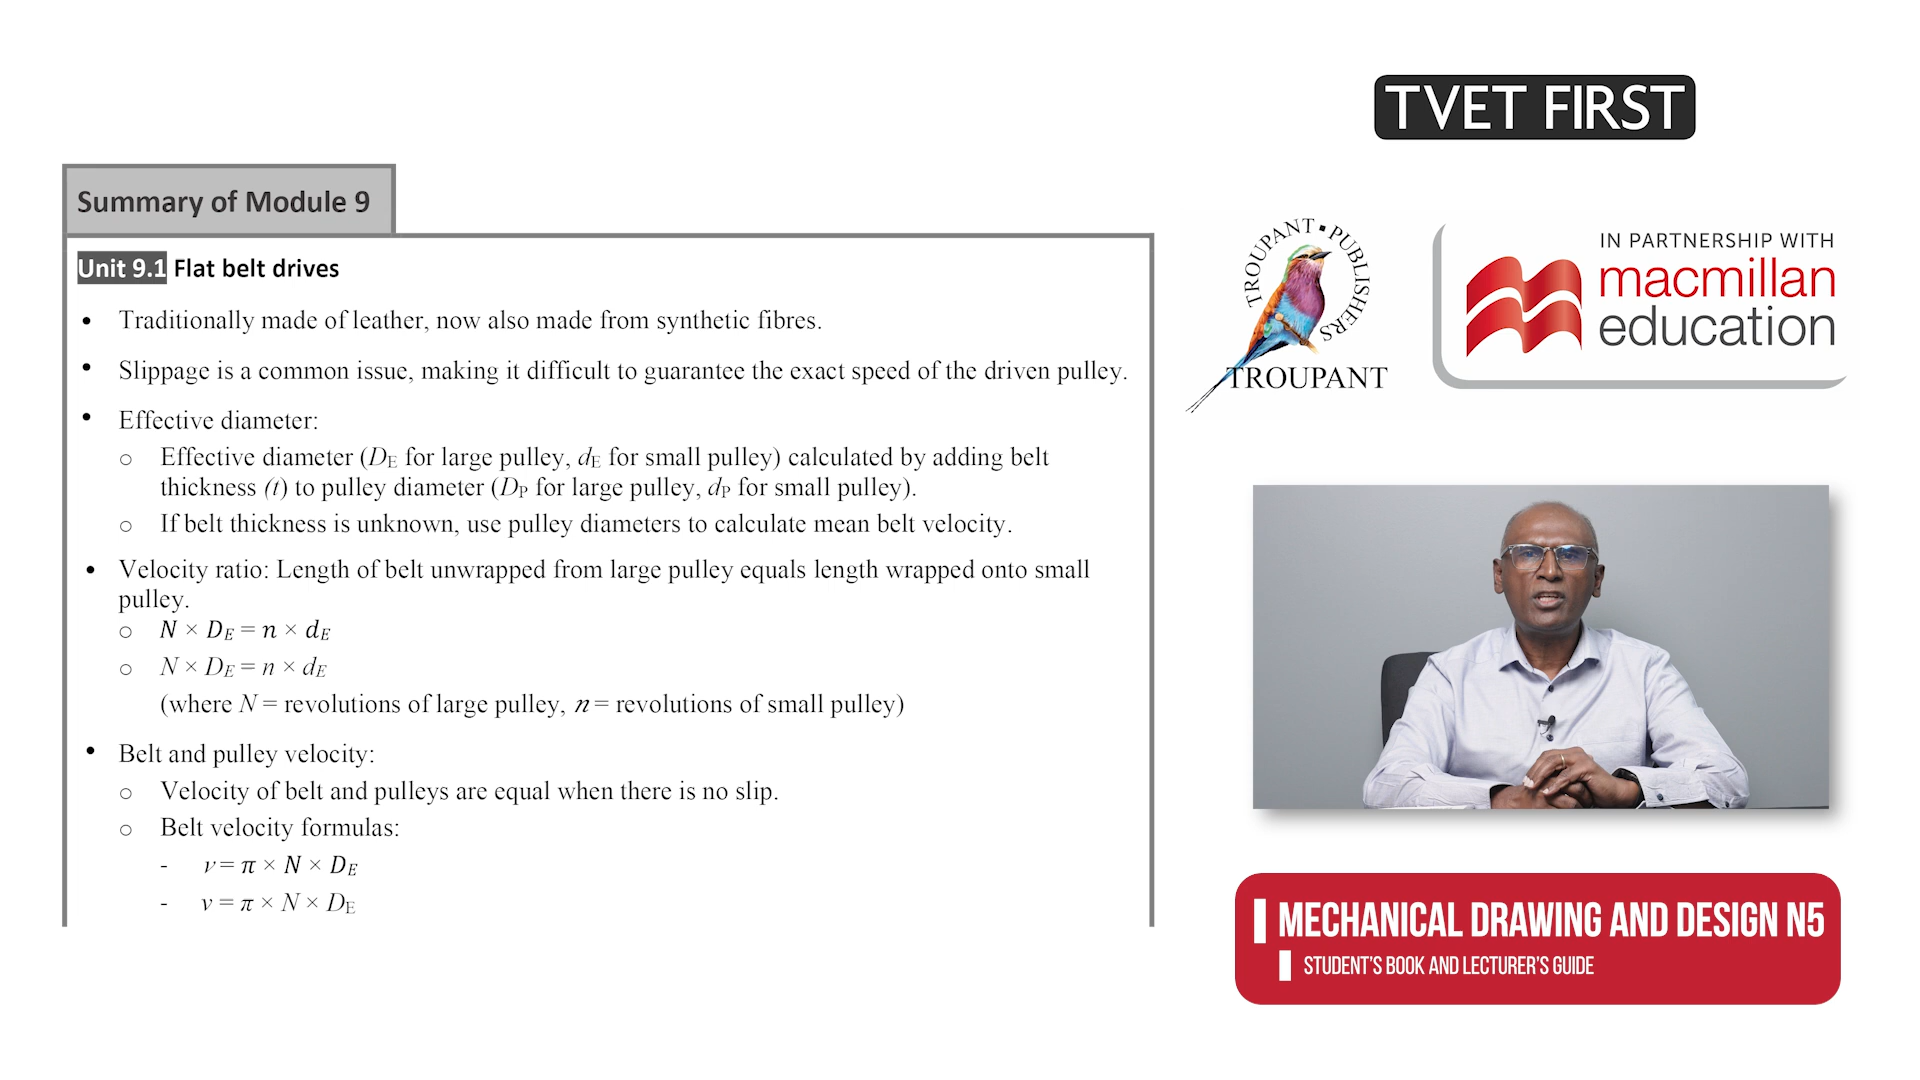 TVET FIRST
Summary of Module 9
Unit 9.1 Flat belt drives
• Traditionally made of leather, now also made from synthetic fibres.
• Slippage is a common issue, making it difficult to guarantee the exact speed of the driven pulley.
• Effective diameter:
o Effective diameter (DE for large pulley, dE for small pulley) calculated by adding belt
thickness (t) to pulley diameter (DP for large pulley, dP for small pulley).
o If belt thickness is unknown, use pulley diameters to calculate mean belt velocity.
• Velocity ratio: Length of belt unwrapped from large pulley equals length wrapped onto small
pulley.
o N × DE = n × dE
o N × DE = n × dE
(where N = revolutions of large pulley, n = revolutions of small pulley)
• Belt and pulley velocity:
o Velocity of belt and pulleys are equal when there is no slip.
o Belt velocity formulas:
- v = π × N × DE
- v = π × N × DE
TROUPANT ▪ PUBLISHERS
TROUPANT
IN PARTNERSHIP WITH
macmillan
education
MECHANICAL DRAWING AND DESIGN N5
STUDENT'S BOOK AND LECTURER'S GUIDE